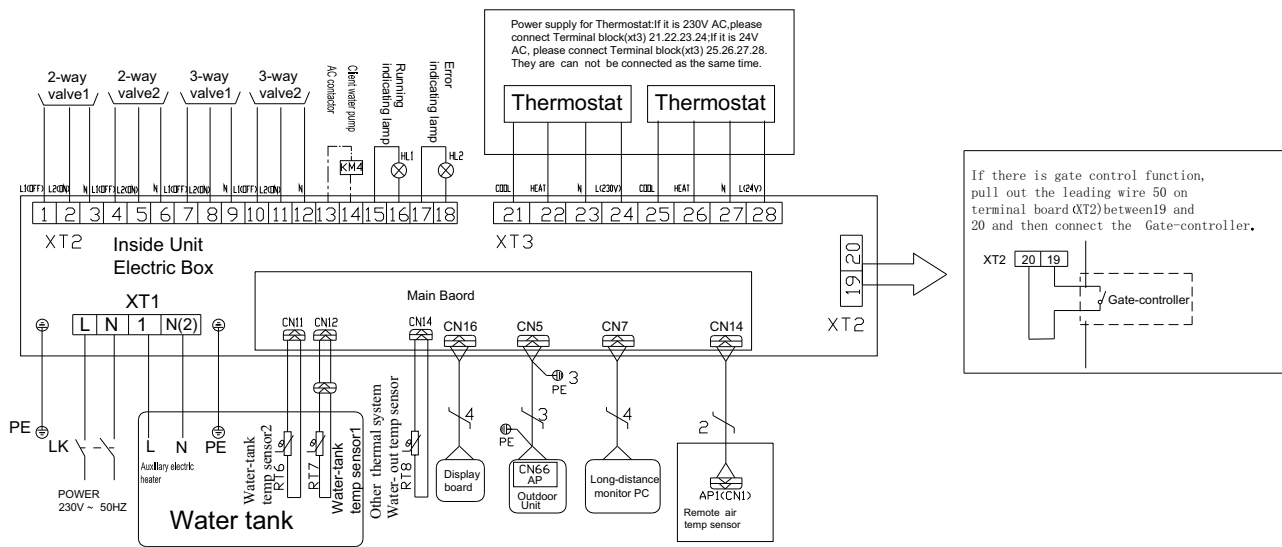 Power supply for Thermostat:If it is 230V AC,please
connect Terminal block(xt3) 21.22.23.24;If it is 24V
AC, please connect Terminal block(xt3) 25.26.27.28.
They are can not be connected as the same time.
2-way
valve1
2-way
valve2
3-way
valve1
3-way
valve2
AC contactor
Client water pump
Running
indicating lamp
Error
indicating lamp
KM4
HL1
HL2
Thermostat
Thermostat
L1(OFF) L2(ON) N L1(OFF) L2(ON) N L1(OFF) L2(ON) N L1(OFF) L2(ON) N
COOL HEAT N L(230V) COOL HEAT N L(24V)
1 2 3 4 5 6 7 8 9 10 11 12 13 14 15 16 17 18
21 22 23 24 25 26 27 28
XT2
XT3
Inside Unit
Electric Box
19 20
XT2
If there is gate control function,
pull out the leading wire 50 on
terminal board (XT2)between19 and
20 and then connect the Gate-controller.
XT2 20 19
Gate-controller
XT1
L N 1 N(2)
Main Baord
CN11 CN12 CN14 CN16 CN5 CN7 CN14
PE
LK
POWER
230V ~ 50HZ
L N PE
Auxllary electric
heater
Water tank
Water-tank
temp sensor2
RT6
RT7
Water-tank
temp sensor1
Other thermal system
Water- out temp sensor
RT8
4
Display
board
PE 3
3
PE
CN66
AP
Outdoor
Unit
4
Long-distance
monitor PC
2
AP1(CN1)
Remote air
temp sensor